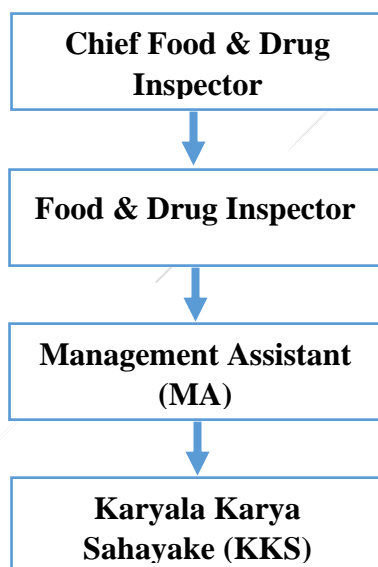 Chief Food & Drug
Inspector
Food & Drug Inspector
Management Assistant
(MA)
Karyala Karya
Sahayake (KKS)